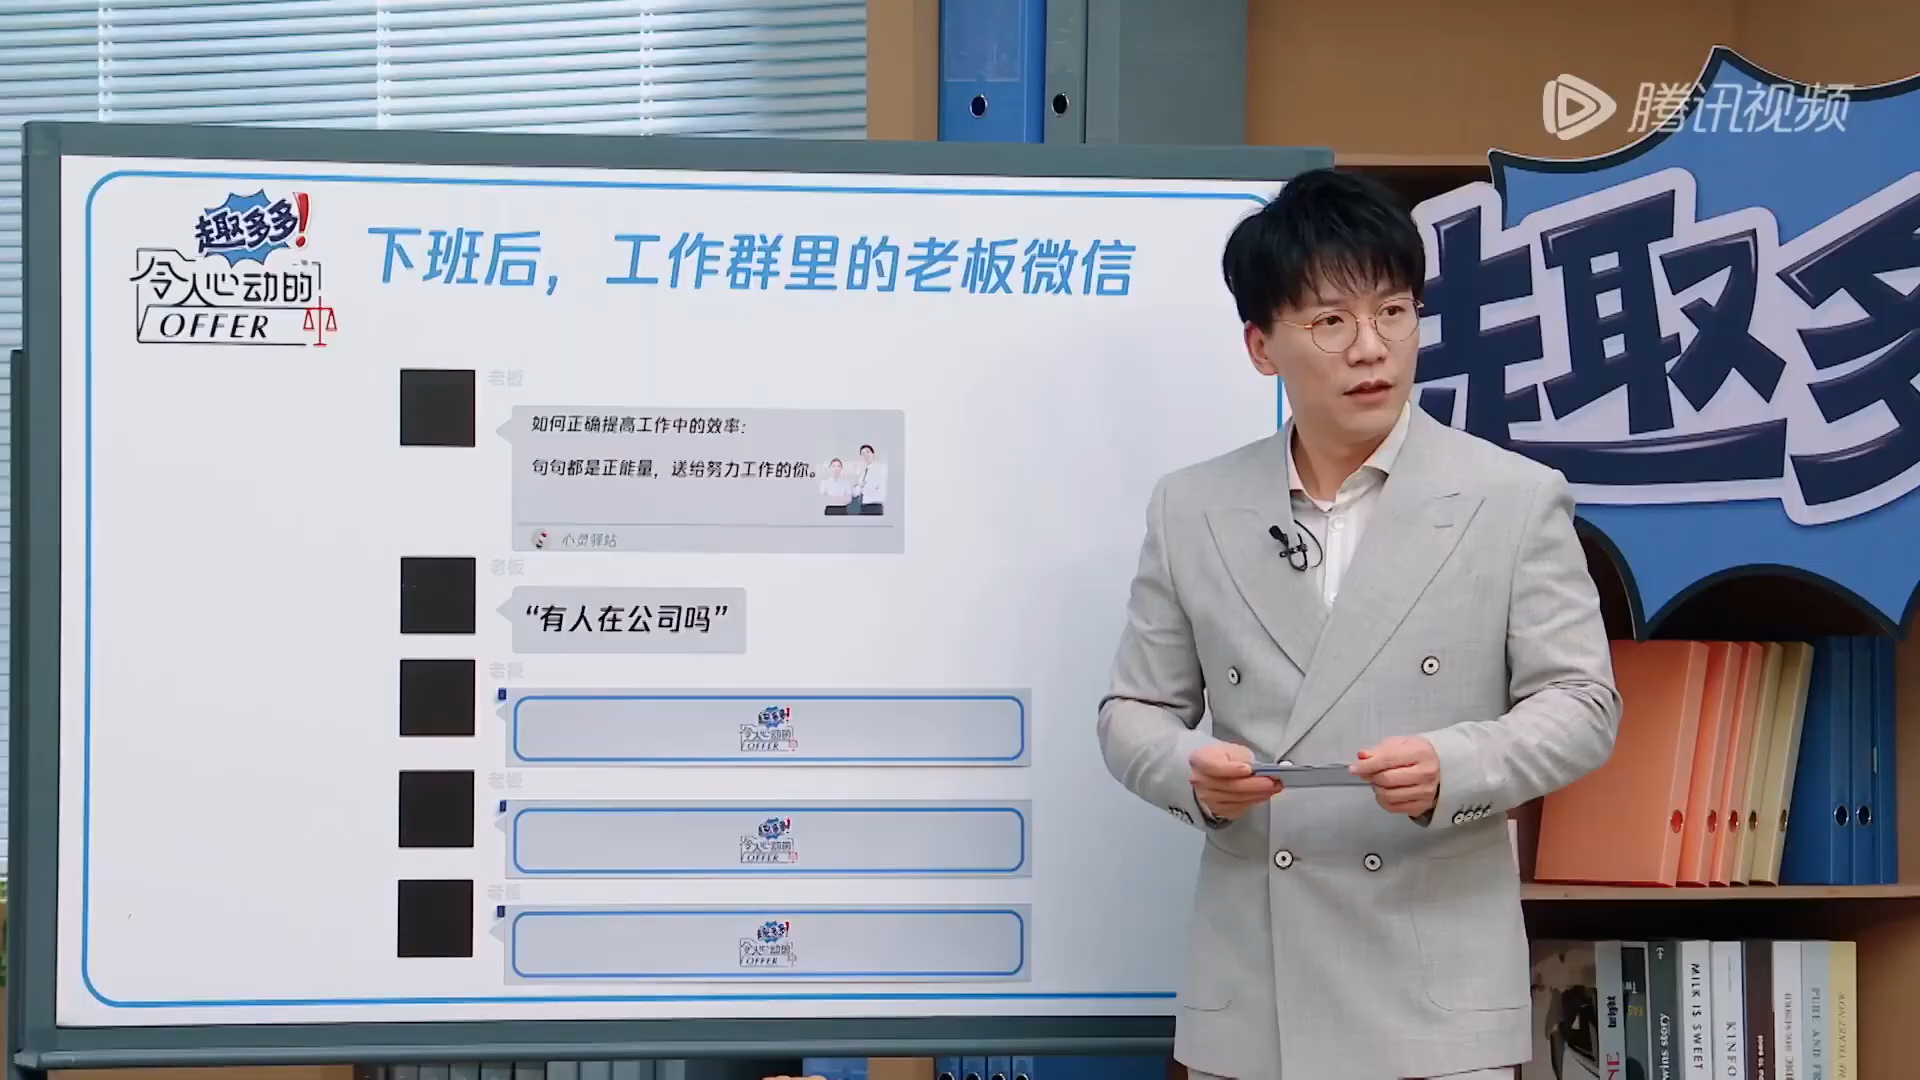 腾讯视频
趣多多!
令人心动的
OFFER
下班后，工作群里的老板微信
老板
如何正确提高工作中的效率:
句句都是正能量，送给努力工作的你。
心灵驿站
老板
“有人在公司吗”
老板
趣多多!
令人心动的
OFFER
老板
趣多多!
令人心动的
OFFER
老板
趣多多!
令人心动的
OFFER
趣多
bright
MILK IS SWEET
KINFO